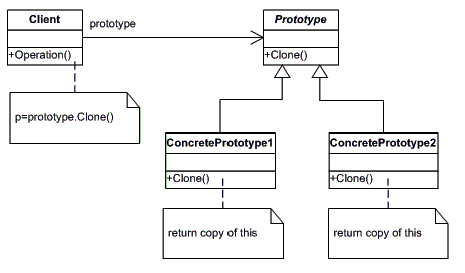 Client
prototype
Prototype
+Operation()
+Clone()
p=prototype.Clone()
ConcretePrototype1
ConcretePrototype2
+Clone()
+Clone()
return copy of this
return copy of this